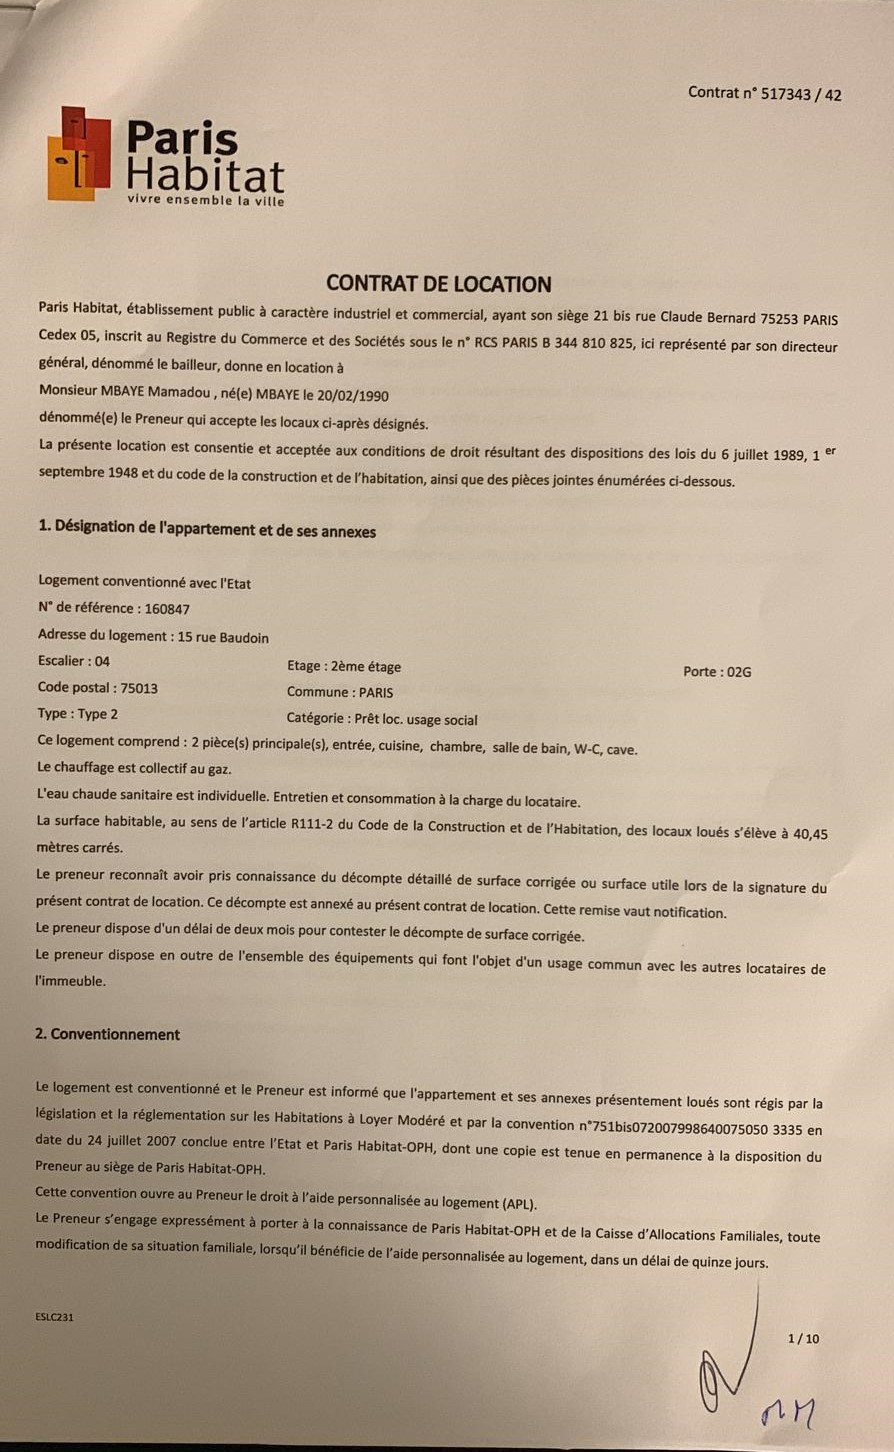 Contrat n° 517343 / 42
Paris
Habitat
vivre ensemble la ville
CONTRAT DE LOCATION
Paris Habitat, établissement public à caractère industriel et commercial, ayant son siège 21 bis rue Claude Bernard 75253 PARIS
Cedex 05, inscrit au Registre du Commerce et des Sociétés sous le n° RCS PARIS B 344 810 825, ici représenté par son directeur
général, dénommé le bailleur, donne en location à
Monsieur MBAYE Mamadou , né(e) MBAYE le 20/02/1990
dénommé(e) le Preneur qui accepte les locaux ci-après désignés.
La présente location est consentie et acceptée aux conditions de droit résultant des dispositions des lois du 6 juillet 1989, 1 er
septembre 1948 et du code de la construction et de l'habitation, ainsi que des pièces jointes énumérées ci-dessous.
1. Désignation de l'appartement et de ses annexes
Logement conventionné avec l'Etat
N° de référence : 160847
Adresse du logement : 15 rue Baudoin
Escalier : 04 Etage : 2ème étage Porte : 02G
Code postal : 75013 Commune : PARIS
Type : Type 2 Catégorie : Prêt loc. usage social
Ce logement comprend : 2 pièce(s) principale(s), entrée, cuisine, chambre, salle de bain, W-C, cave.
Le chauffage est collectif au gaz.
L'eau chaude sanitaire est individuelle. Entretien et consommation à la charge du locataire.
La surface habitable, au sens de l'article R111-2 du Code de la Construction et de l'Habitation, des locaux loués s'élève à 40,45
mètres carrés.
Le preneur reconnaît avoir pris connaissance du décompte détaillé de surface corrigée ou surface utile lors de la signature du
présent contrat de location. Ce décompte est annexé au présent contrat de location. Cette remise vaut notification.
Le preneur dispose d'un délai de deux mois pour contester le décompte de surface corrigée.
Le preneur dispose en outre de l'ensemble des équipements qui font l'objet d'un usage commun avec les autres locataires de
l'immeuble.
2. Conventionnement
Le logement est conventionné et le Preneur est informé que l'appartement et ses annexes présentement loués sont régis par la
législation et la réglementation sur les Habitations à Loyer Modéré et par la convention n°751bis072007998640075050 3335 en
date du 24 juillet 2007 conclue entre l'Etat et Paris Habitat-OPH, dont une copie est tenue en permanence à la disposition du
Preneur au siège de Paris Habitat-OPH.
Cette convention ouvre au Preneur le droit à l'aide personnalisée au logement (APL).
Le Preneur s'engage expressément à porter à la connaissance de Paris Habitat-OPH et de la Caisse d'Allocations Familiales, toute
modification de sa situation familiale, lorsqu'il bénéficie de l'aide personnalisée au logement, dans un délai de quinze jours.
ESLC231
1 / 10
MM